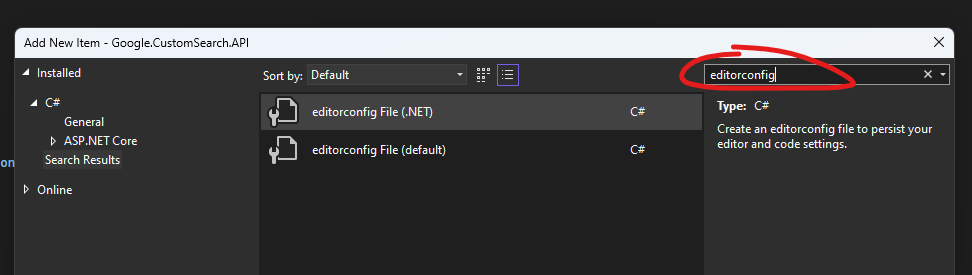 Add New Item - Google.CustomSearch.API
Installed
C#
General
ASP.NET Core
Search Results
Online
on
Sort by: Default
editorconfig File (.NET) C#
editorconfig File (default) C#
editorconfig
Type: C#
Create an editorconfig file to persist your
editor and code settings.